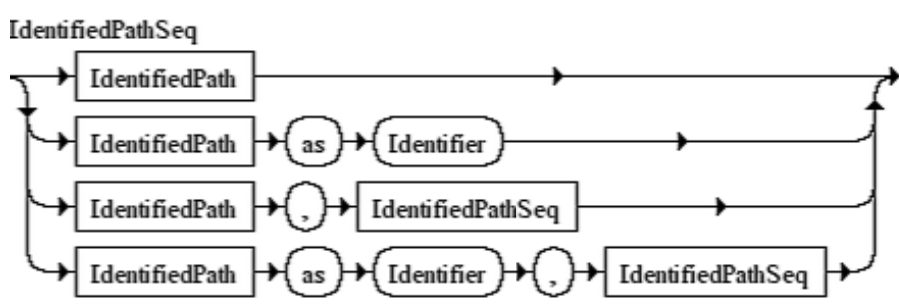 IdentifiedPathSeq
IdentifiedPath
IdentifiedPath as Identifier
IdentifiedPath , IdentifiedPathSeq
IdentifiedPath as Identifier , IdentifiedPathSeq